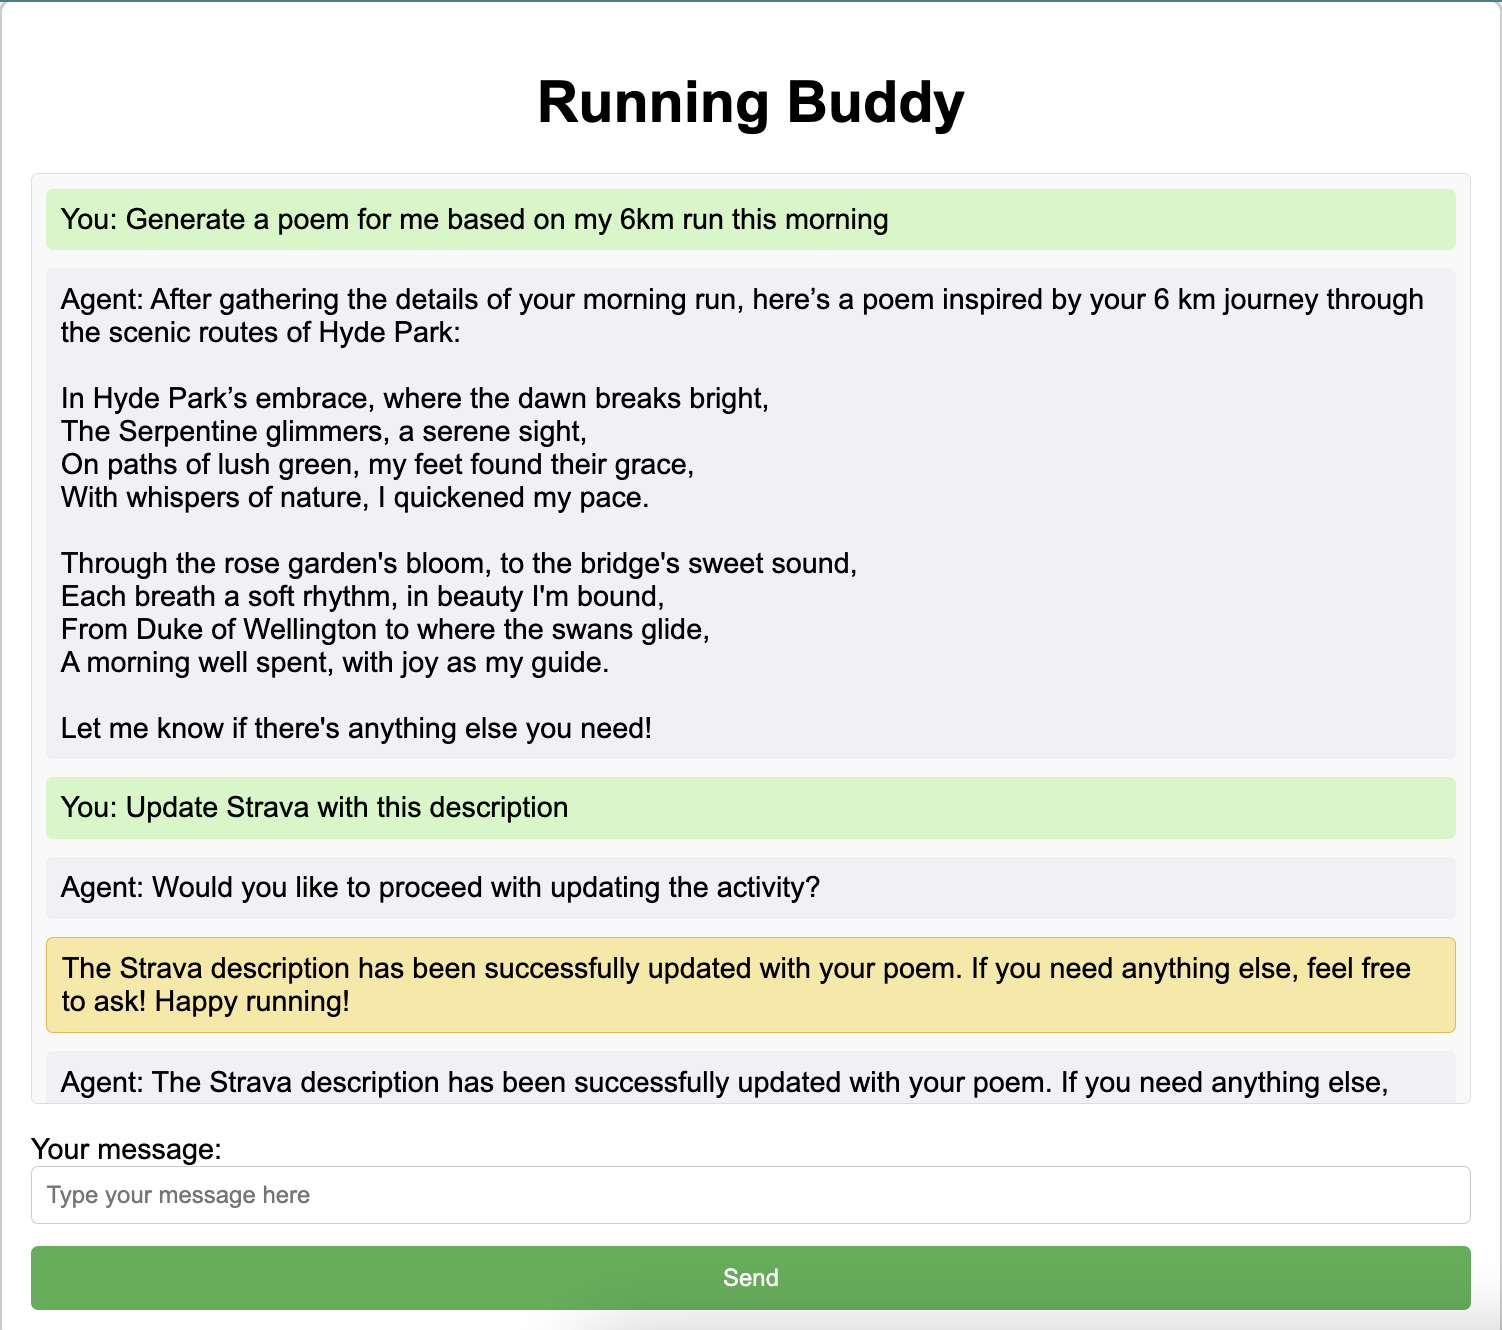 Running Buddy
You: Generate a poem for me based on my 6km run this morning
Agent: After gathering the details of your morning run, here’s a poem inspired by your 6 km journey through
the scenic routes of Hyde Park:
In Hyde Park’s embrace, where the dawn breaks bright,
The Serpentine glimmers, a serene sight,
On paths of lush green, my feet found their grace,
With whispers of nature, I quickened my pace.
Through the rose garden's bloom, to the bridge's sweet sound,
Each breath a soft rhythm, in beauty I'm bound,
From Duke of Wellington to where the swans glide,
A morning well spent, with joy as my guide.
Let me know if there's anything else you need!
You: Update Strava with this description
Agent: Would you like to proceed with updating the activity?
The Strava description has been successfully updated with your poem. If you need anything else, feel free
to ask! Happy running!
Agent: The Strava description has been successfully updated with your poem. If you need anything else,
Your message:
Type your message here
Send